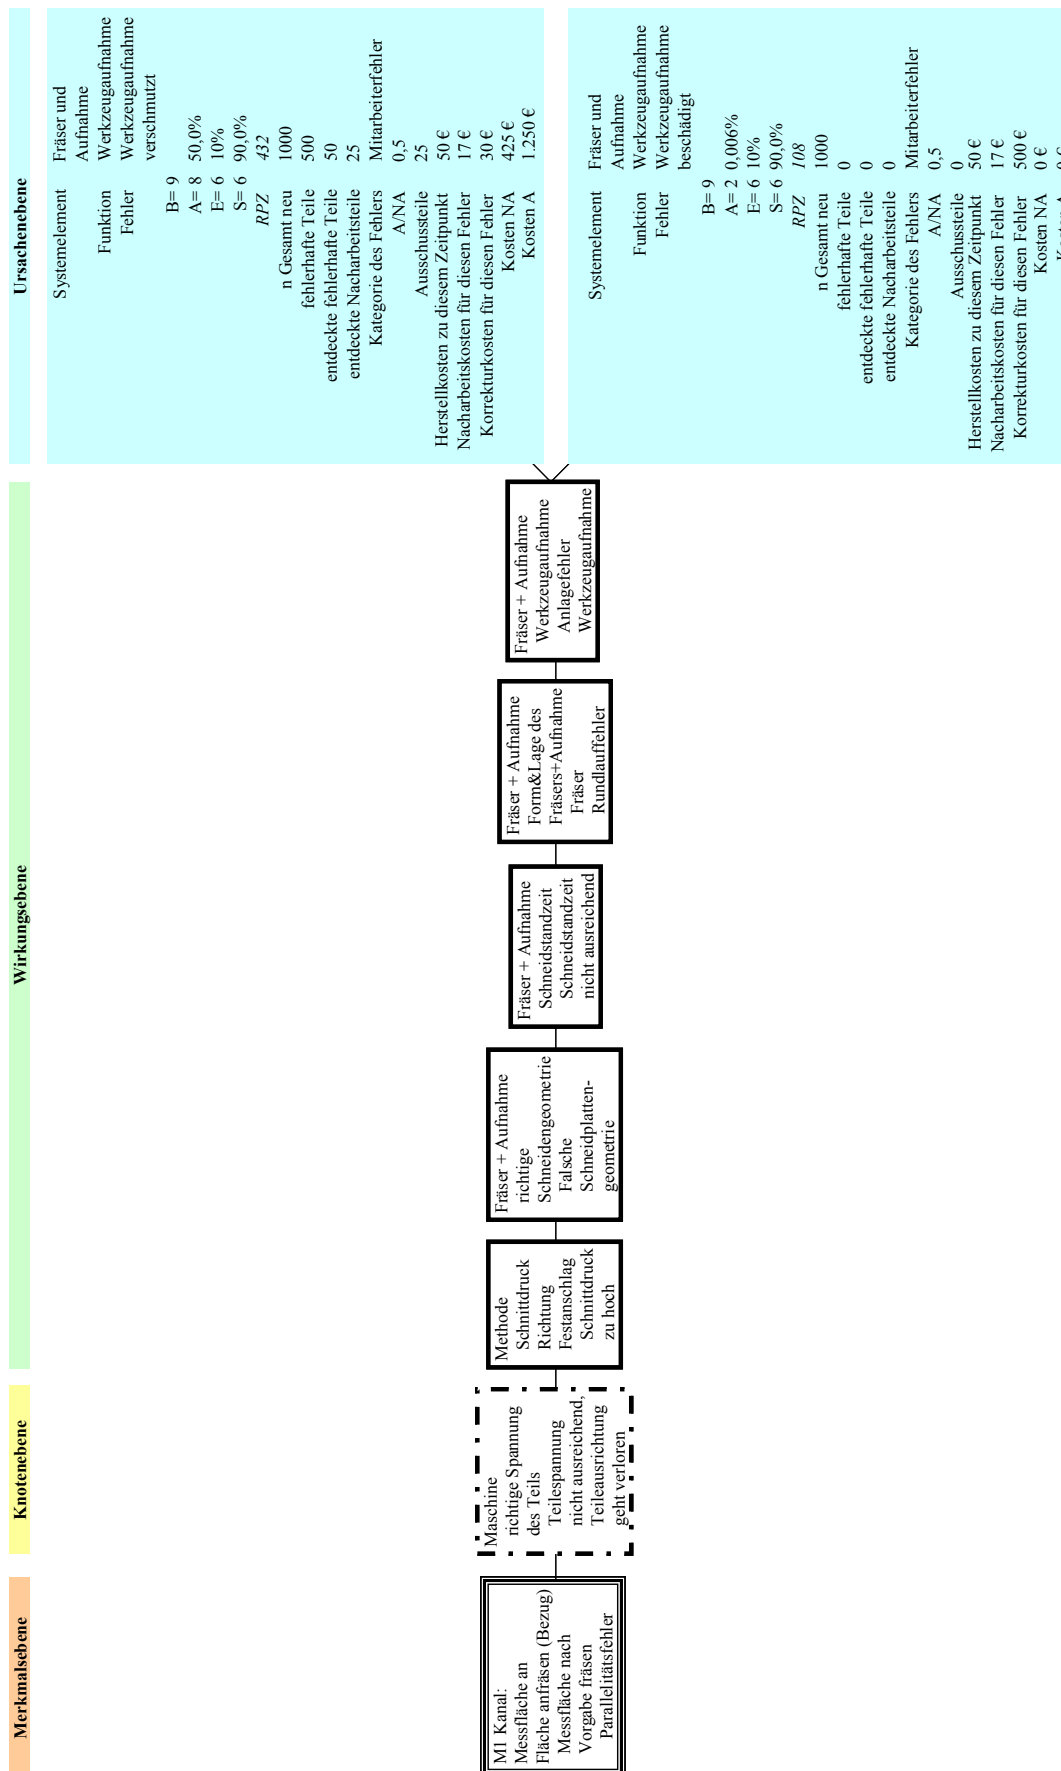 Merkmalsebene
Knotenebene
Wirkungsebene
Ursachenebene
M1 Kanal:
Messfläche an
Fläche anfräsen (Bezug)
Messfläche nach
Vorgabe fräsen
Parallelitätsfehler
Maschine
richtige Spannung
des Teils
Teilespannung
nicht ausreichend,
Teileausrichtung
geht verloren
Methode
Schnittdruck
Richtung
Festanschlag
Schnittdruck
zu hoch
Fräser + Aufnahme
richtige
Schneidengeometrie
Falsche
Schneidplatten-
geometrie
Fräser + Aufnahme
Schneidstandzeit
Schneidstandzeit
nicht ausreichend
Fräser + Aufnahme
Form&Lage des
Fräsers+Aufnahme
Fräser
Rundlauffehler
Fräser + Aufnahme
Werkzeugaufnahme
Anlagefehler
Werkzeugaufnahme
Systemelement Fräser und
Aufnahme
Funktion Werkzeugaufnahme
Fehler Werkzeugaufnahme
verschmutzt
B= 9
A= 8 50,0%
E= 6 10%
S= 6 90,0%
RPZ 432
n Gesamt neu 1000
fehlerhafte Teile 500
entdeckte fehlerhafte Teile 50
entdeckte Nacharbeitsteile 25
Kategorie des Fehlers Mitarbeiterfehler
A/NA 0,5
Ausschussteile 25
Herstellkosten zu diesem Zeitpunkt 50 €
Nacharbeitskosten für diesen Fehler 17 €
Korrekturkosten für diesen Fehler 30 €
Kosten NA 425 €
Kosten A 1.250 €
Systemelement Fräser und
Aufnahme
Funktion Werkzeugaufnahme
Fehler Werkzeugaufnahme
beschädigt
B= 9
A= 2 0,006%
E= 6 10%
S= 6 90,0%
RPZ 108
n Gesamt neu 1000
fehlerhafte Teile 0
entdeckte fehlerhafte Teile 0
entdeckte Nacharbeitsteile 0
Kategorie des Fehlers Mitarbeiterfehler
A/NA 0,5
Ausschussteile 0
Herstellkosten zu diesem Zeitpunkt 50 €
Nacharbeitskosten für diesen Fehler 17 €
Korrekturkosten für diesen Fehler 500 €
Kosten NA 0 €
Kosten A 0 €